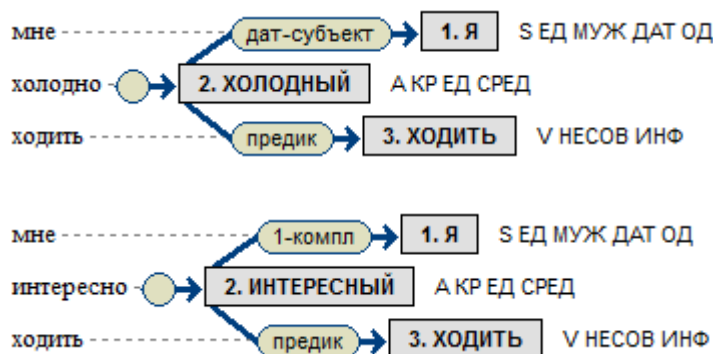 мне дат-субъект 1. Я S ЕД МУЖ ДАТ ОД
холодно 2. ХОЛОДНЫЙ A КР ЕД СРЕД
ходить предик 3. ХОДИТЬ V НЕСОВ ИНФ
мне 1-компл 1. Я S ЕД МУЖ ДАТ ОД
интересно 2. ИНТЕРЕСНЫЙ A КР ЕД СРЕД
ходить предик 3. ХОДИТЬ V НЕСОВ ИНФ